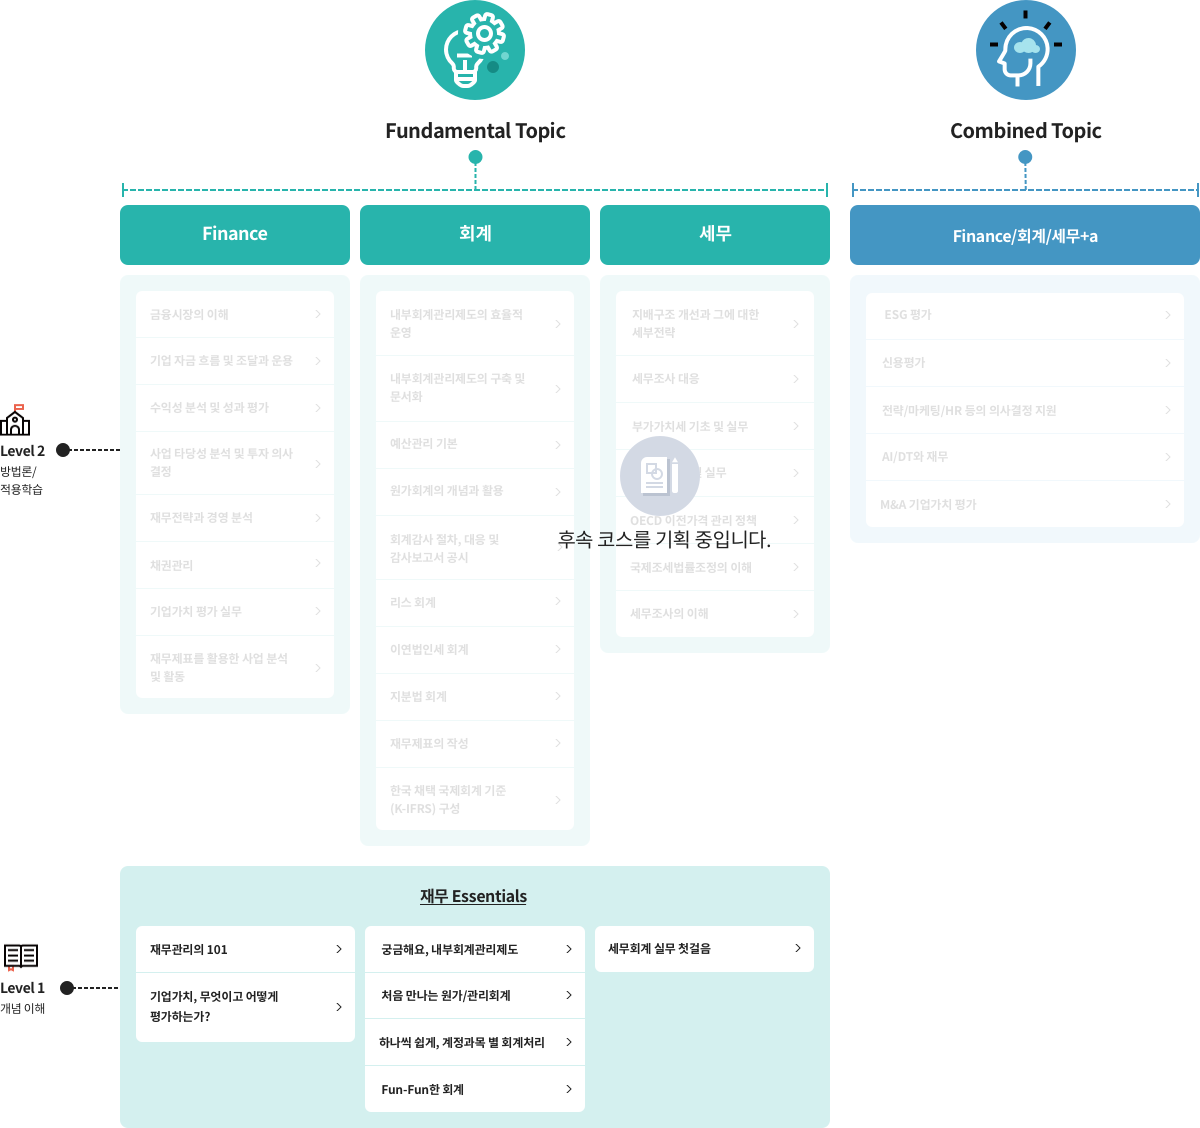 Fundamental Topic
Combined Topic
Finance
회계
세무
Finance/회계/세무+a
Level 2
방법론/
적용학습
금융시장의 이해
기업 자금 흐름 및 조달과 운용
수익성 분석 및 성과 평가
사업 타당성 분석 및 투자 의사
결정
재무전략과 경영 분석
채권관리
기업가치 평가 실무
재무제표를 활용한 사업 분석
및 활동
내부회계관리제도의 효율적
운영
내부회계관리제도의 구축 및
문서화
예산관리 기본
원가회계의 개념과 활용
회계감사 절차, 대응 및
감사보고서 공시
리스 회계
이연법인세 회계
지분법 회계
재무제표의 작성
한국 채택 국제회계 기준
(K-IFRS) 구성
지배구조 개선과 그에 대한
세부전략
세무조사 대응
부가가치세 기초 및 실무
실무
OECD 이전가격 관리 정책
국제조세법률조정의 이해
세무조사의 이해
후속 코스를 기획 중입니다.
ESG 평가
신용평가
전략/마케팅/HR 등의 의사결정 지원
AI/DT와 재무
M&A 기업가치 평가
Level 1
개념 이해
재무 Essentials
재무관리의 101
기업가치, 무엇이고 어떻게
평가하는가?
궁금해요, 내부회계관리제도
처음 만나는 원가/관리회계
하나씩 쉽게, 계정과목 별 회계처리
Fun-Fun한 회계
세무회계 실무 첫걸음